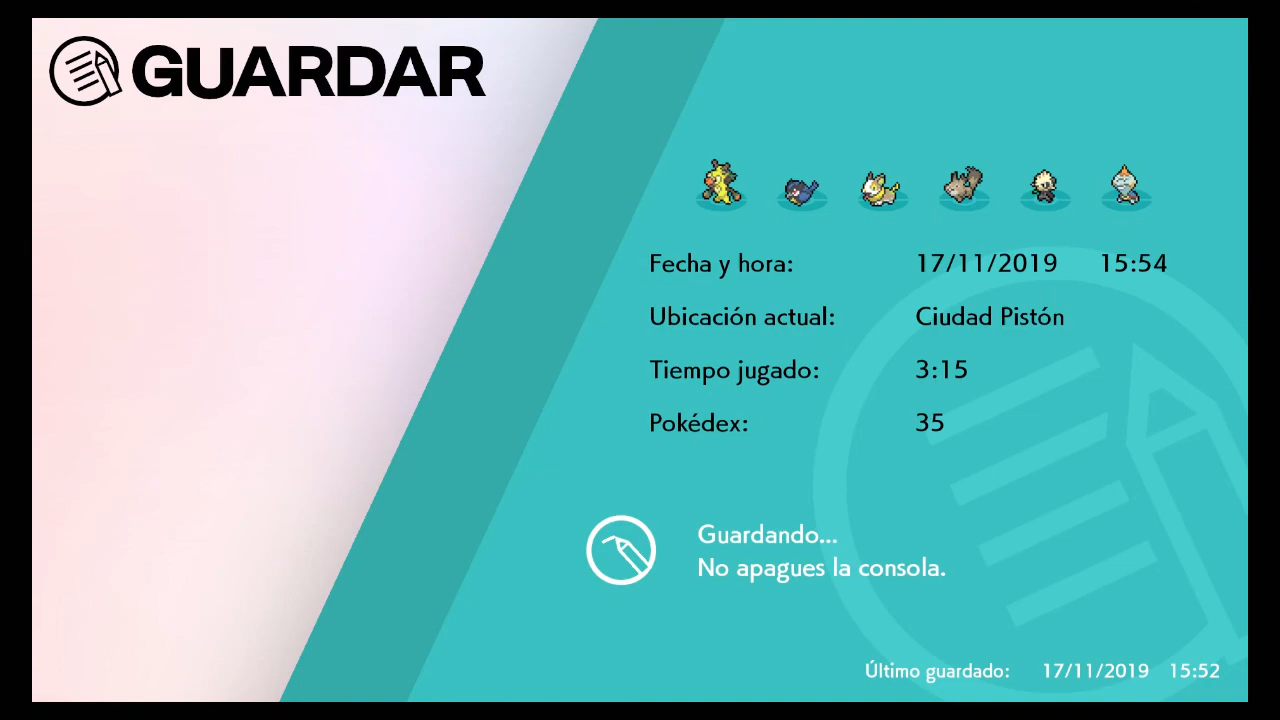 GUARDAR
Fecha y hora: 17/11/2019 15:54
Ubicación actual: Ciudad Pistón
Tiempo jugado: 3:15
Pokédex: 35
Guardando...
No apagues la consola.
Último guardado: 17/11/2019 15:52